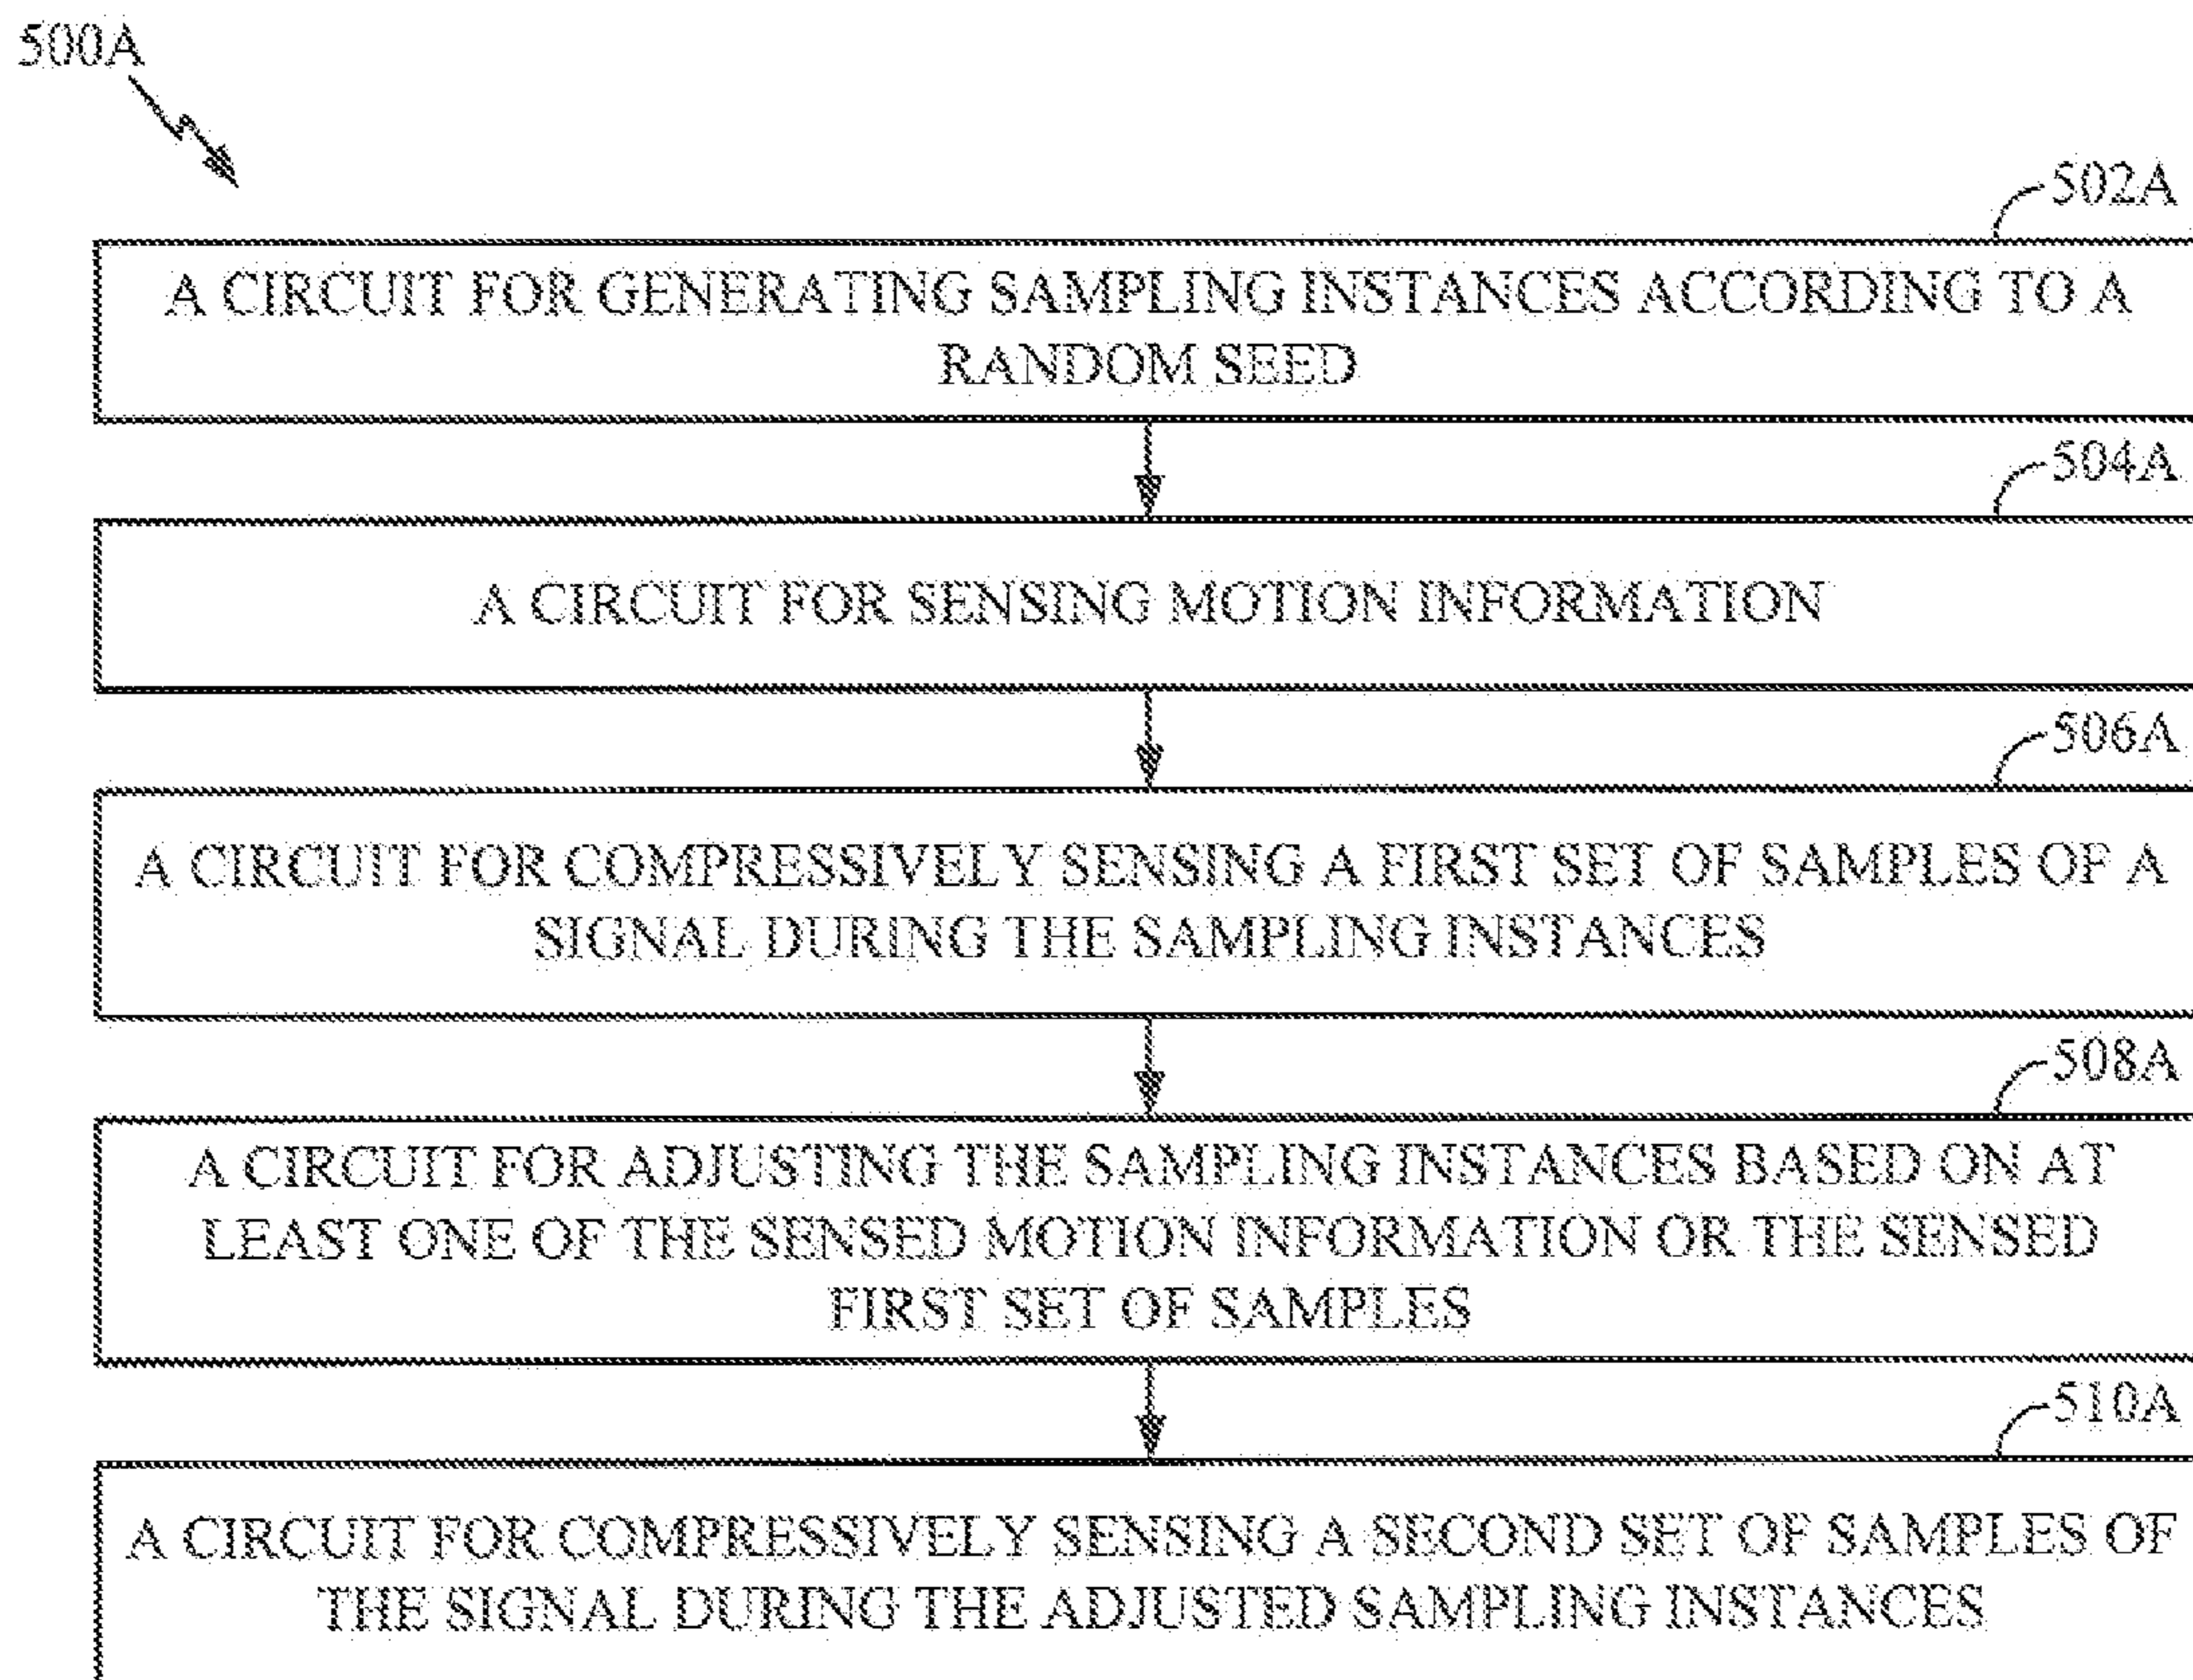 500A
502A
A CIRCUIT FOR GENERATING SAMPLING INSTANCES ACCORDING TO A
RANDOM SEED
504A
A CIRCUIT FOR SENSING MOTION INFORMATION
506A
A CIRCUIT FOR COMPRESSIVELY SENSING A FIRST SET OF SAMPLES OF A
SIGNAL DURING THE SAMPLING INSTANCES
508A
A CIRCUIT FOR ADJUSTING THE SAMPLING INSTANCES BASED ON AT
LEAST ONE OF THE SENSED MOTION INFORMATION OR THE SENSED
FIRST SET OF SAMPLES
510A
A CIRCUIT FOR COMPRESSIVELY SENSING A SECOND SET OF SAMPLES OF
THE SIGNAL DURING THE ADJUSTED SAMPLING INSTANCES